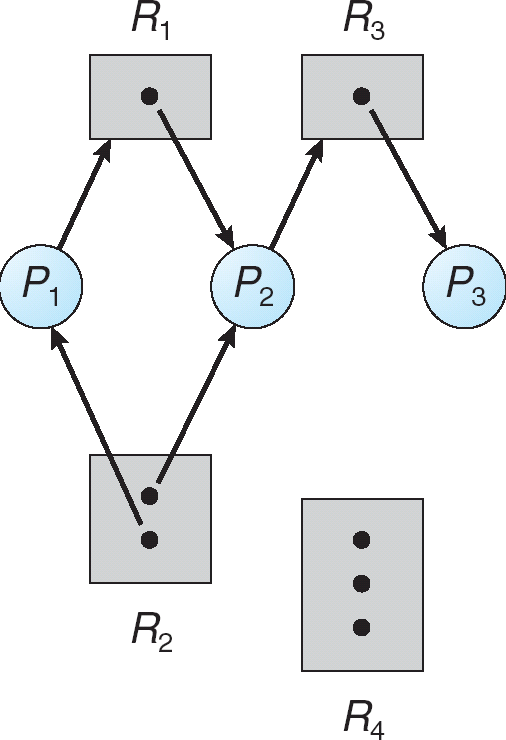 R₁ R₃
P₁ P₂ P₃
R₂
R₄